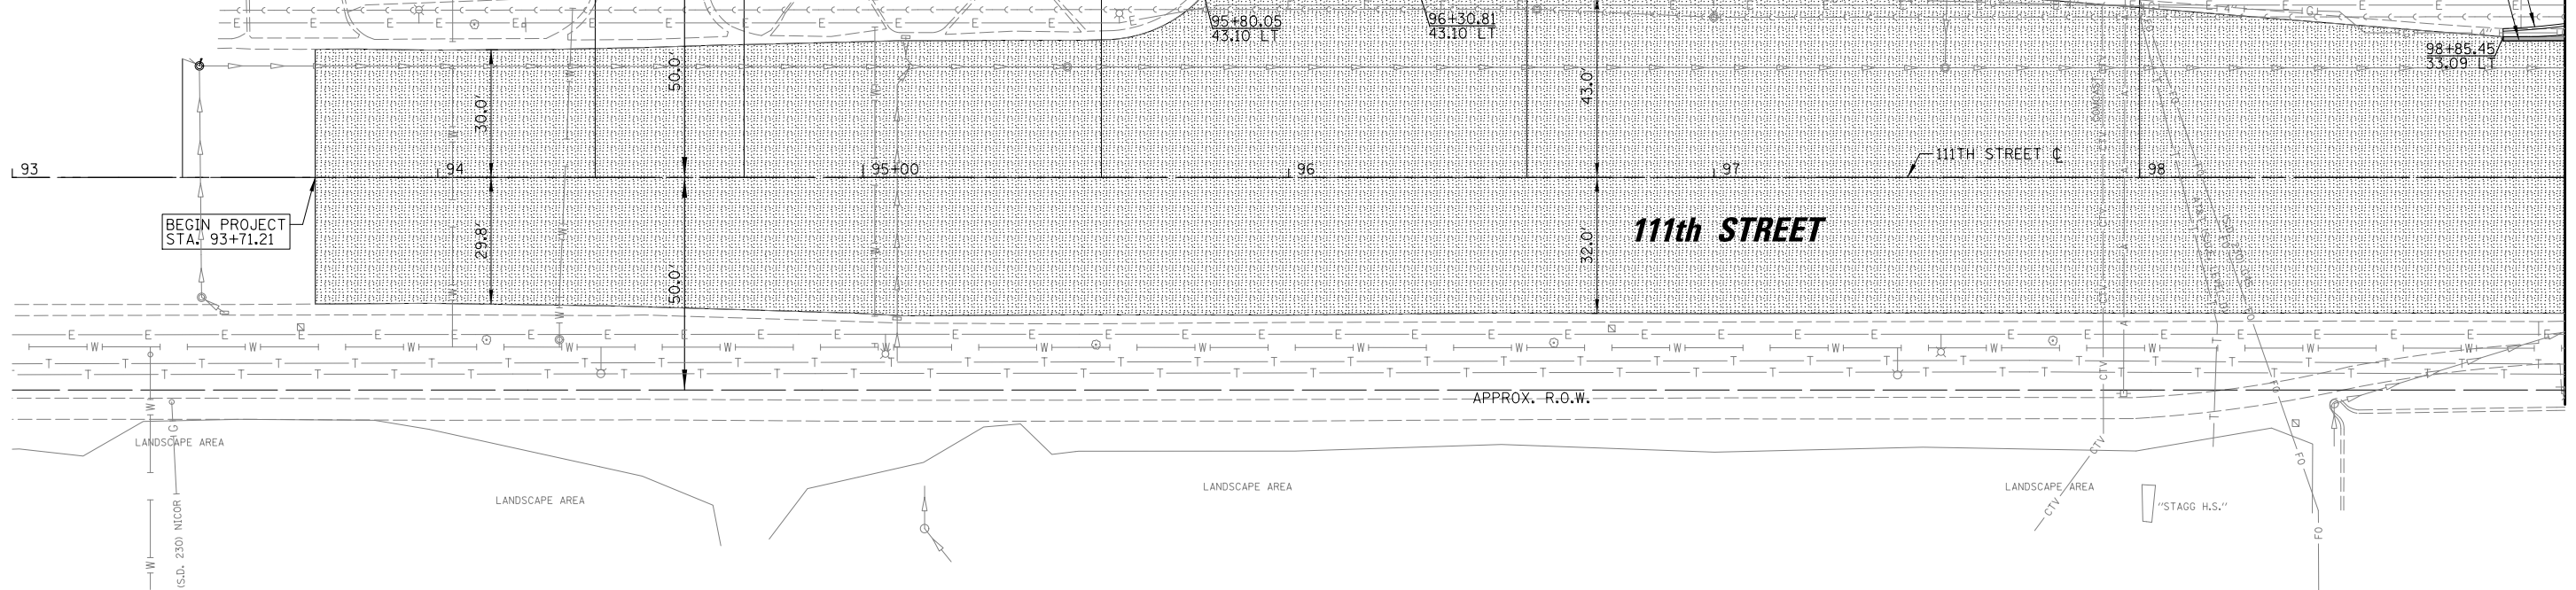 95+80.05
43.10 LT
96+30.81
43.10 LT
98+85.45
33.09 LT
50.0'
30.0'
43.0'
COMCAST
93
94
95+00
96
97
98
111TH STREET ℄
BEGIN PROJECT
STA. 93+71.21
29.8'
50.0'
32.0'
111th STREET
APPROX. R.O.W.
LANDSCAPE AREA
LANDSCAPE AREA
LANDSCAPE AREA
LANDSCAPE AREA
"STAGG H.S."
(S.D. 230) NICOR